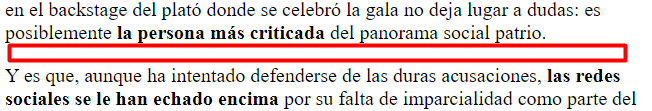 en el backstage del plató donde se celebró la gala no deja lugar a dudas: es
posiblemente la persona más criticada del panorama social patrio.
Y es que, aunque ha intentado defenderse de las duras acusaciones, las redes
sociales se le han echado encima por su falta de imparcialidad como parte del